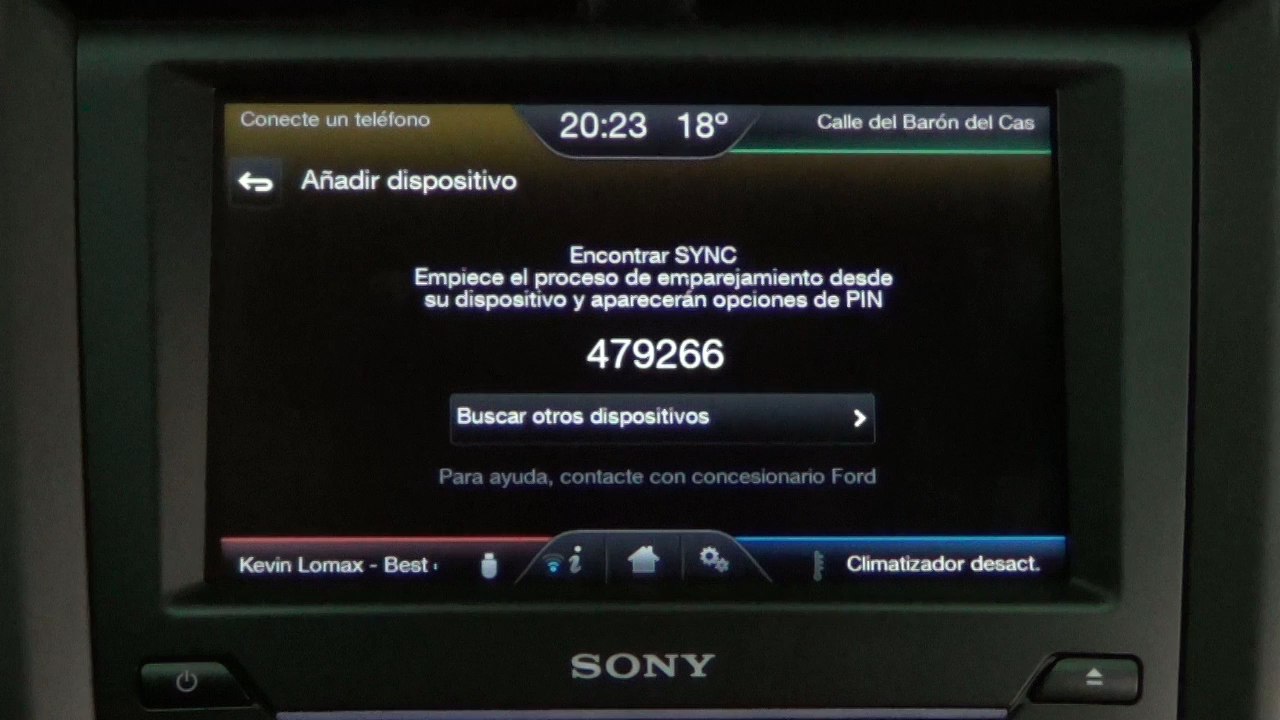 Conecte un teléfono
20:23 18º
Calle del Barón del Cas
Añadir dispositivo
Encontrar SYNC
Empiece el proceso de emparejamiento desde
su dispositivo y aparecerán opciones de PIN
479266
Buscar otros dispositivos
Para ayuda, contacte con concesionario Ford
Kevin Lomax - Best
Climatizador desact.
SONY